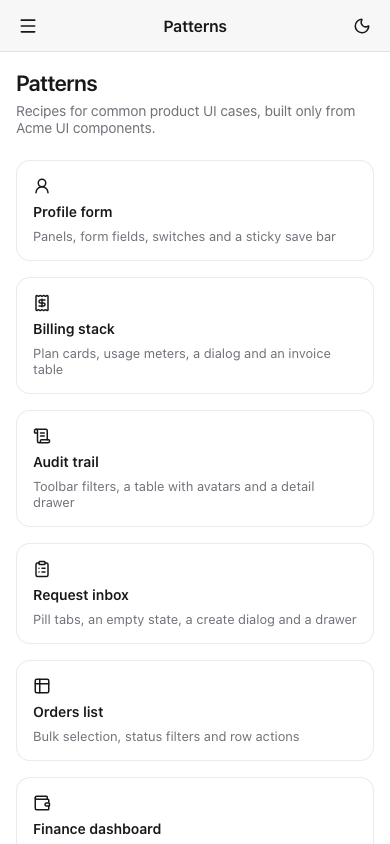 Patterns
Patterns
Recipes for common product UI cases, built only from
Acme UI components.
Profile form
Panels, form fields, switches and a sticky save bar
Billing stack
Plan cards, usage meters, a dialog and an invoice
table
Audit trail
Toolbar filters, a table with avatars and a detail
drawer
Request inbox
Pill tabs, an empty state, a create dialog and a drawer
Orders list
Bulk selection, status filters and row actions
Finance dashboard